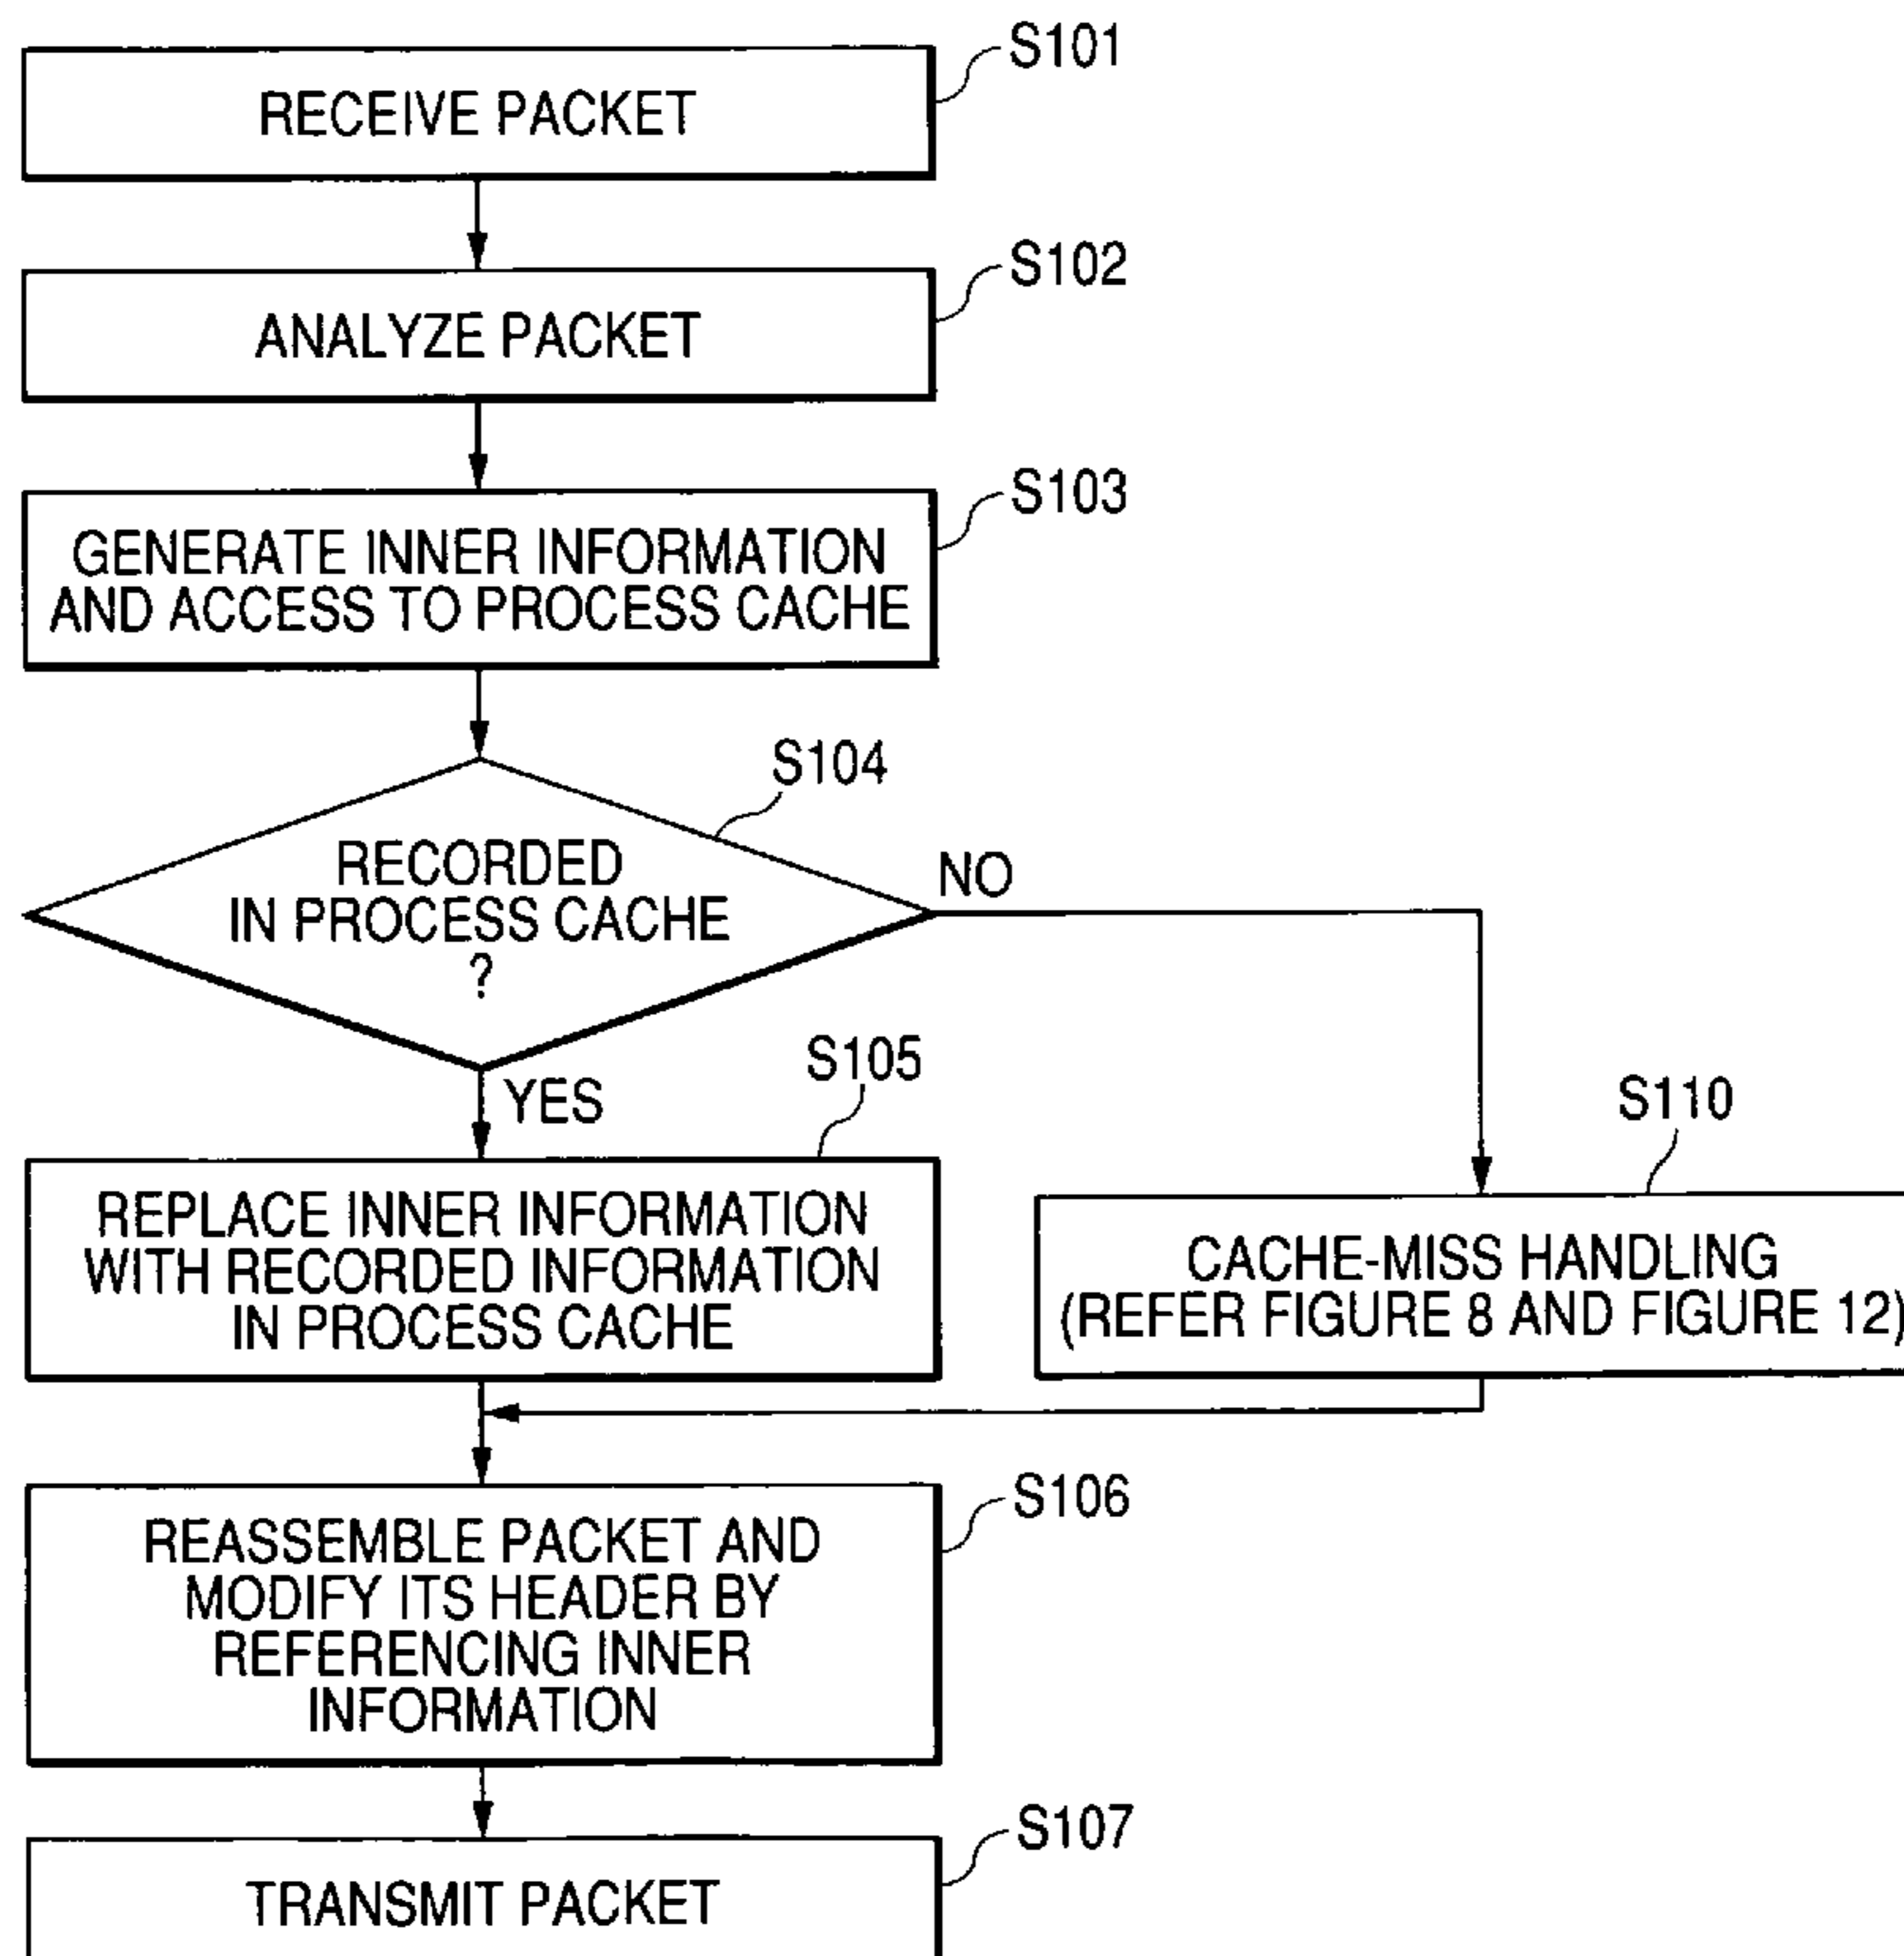 S101
RECEIVE PACKET
S102
ANALYZE PACKET
S103
GENERATE INNER INFORMATION
AND ACCESS TO PROCESS CACHE
S104
RECORDED
IN PROCESS CACHE
?
NO
YES
S105
REPLACE INNER INFORMATION
WITH RECORDED INFORMATION
IN PROCESS CACHE
S110
CACHE-MISS HANDLING
(REFER FIGURE 8 AND FIGURE 12)
S106
REASSEMBLE PACKET AND
MODIFY ITS HEADER BY
REFERENCING INNER
INFORMATION
S107
TRANSMIT PACKET